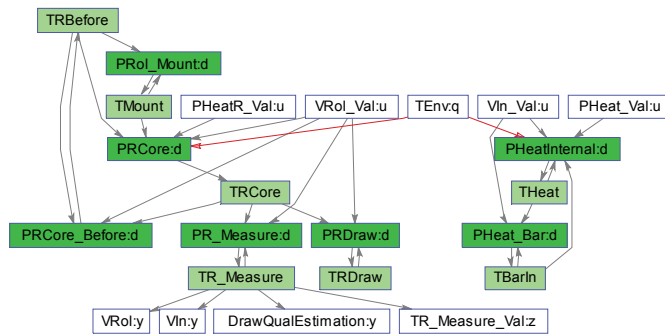 TRBefore
PRol_Mount:d
TMount
PHeatR_Val:u
VRol_Val:u
TEnv:q
VIn_Val:u
PHeat_Val:u
PRCore:d
PHeatInternal:d
TRCore
THeat
PRCore_Before:d
PR_Measure:d
PRDraw:d
PHeat_Bar:d
TR_Measure
TRDraw
TBarIn
VRol:y
VIn:y
DrawQualEstimation:y
TR_Measure_Val:z